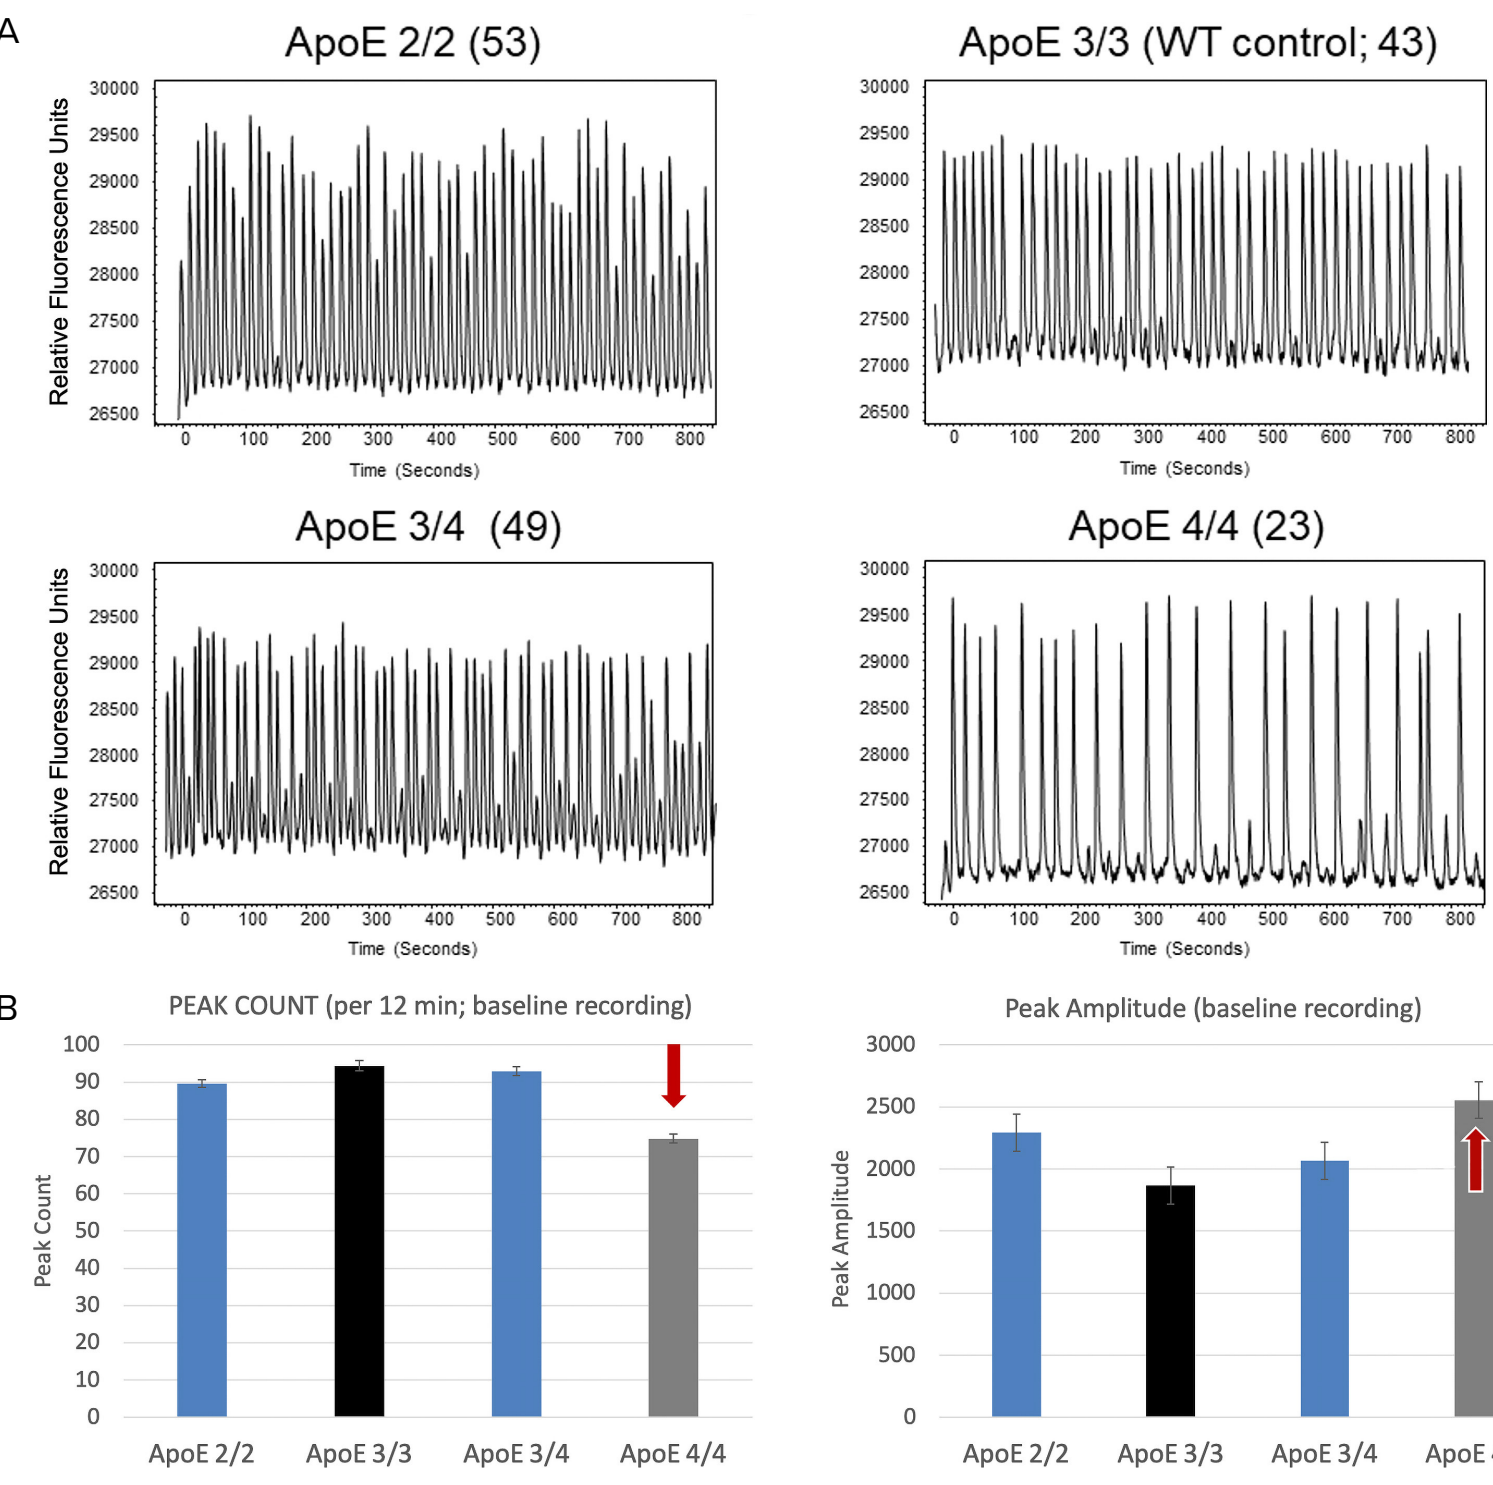 A
ApoE 2/2 (53)
ApoE 3/3 (WT control; 43)
Relative Fluorescence Units
30000
29500
29000
28500
28000
27500
27000
26500
0 100 200 300 400 500 600 700 800
Time (Seconds)
30000
29500
29000
28500
28000
27500
27000
26500
0 100 200 300 400 500 600 700 800
Time (Seconds)
ApoE 3/4 (49)
ApoE 4/4 (23)
Relative Fluorescence Units
30000
29500
29000
28500
28000
27500
27000
26500
0 100 200 300 400 500 600 700 800
Time (Seconds)
30000
29500
29000
28500
28000
27500
27000
26500
0 100 200 300 400 500 600 700 800
Time (Seconds)
B
PEAK COUNT (per 12 min; baseline recording)
Peak Count
100
90
80
70
60
50
40
30
20
10
0
ApoE 2/2 ApoE 3/3 ApoE 3/4 ApoE 4/4
Peak Amplitude (baseline recording)
Peak Amplitude
3000
2500
2000
1500
1000
500
0
ApoE 2/2 ApoE 3/3 ApoE 3/4 ApoE